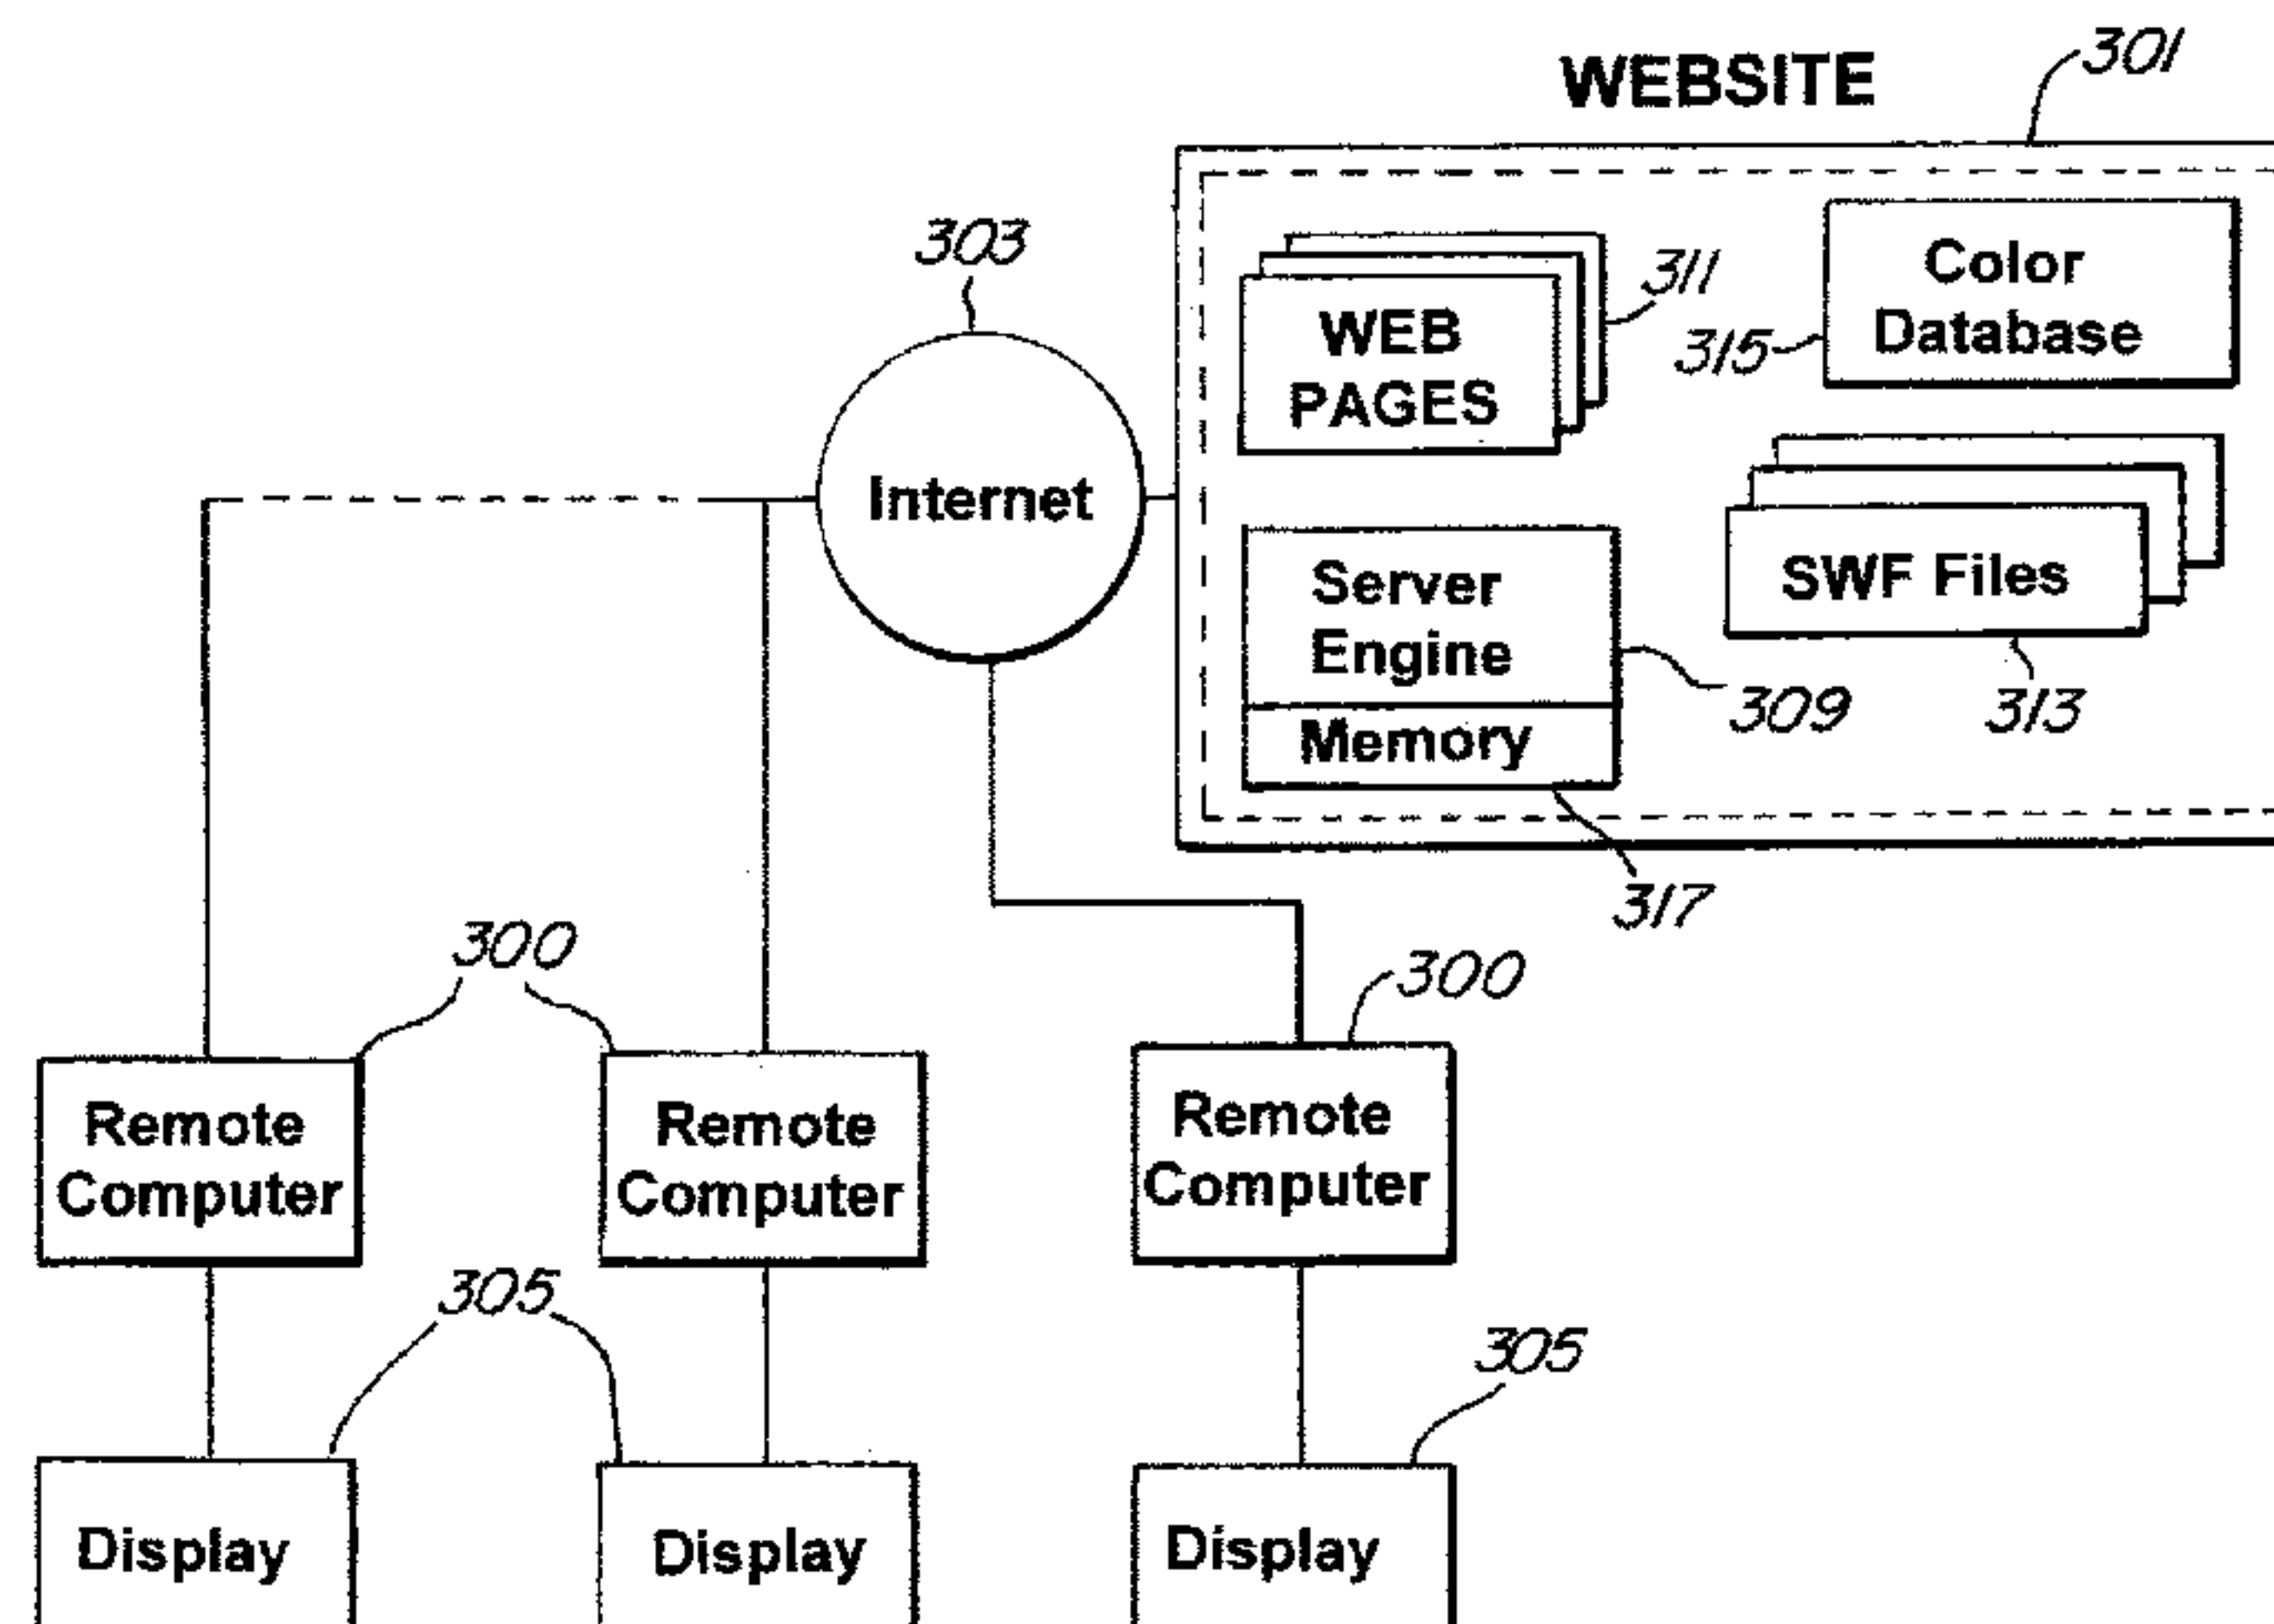 301
WEBSITE
303
311
WEB
PAGES
315
Color
Database
Internet
Server
Engine
Memory
SWF Files
309
313
317
300
300
Remote
Computer
Remote
Computer
Remote
Computer
305
305
Display
Display
Display